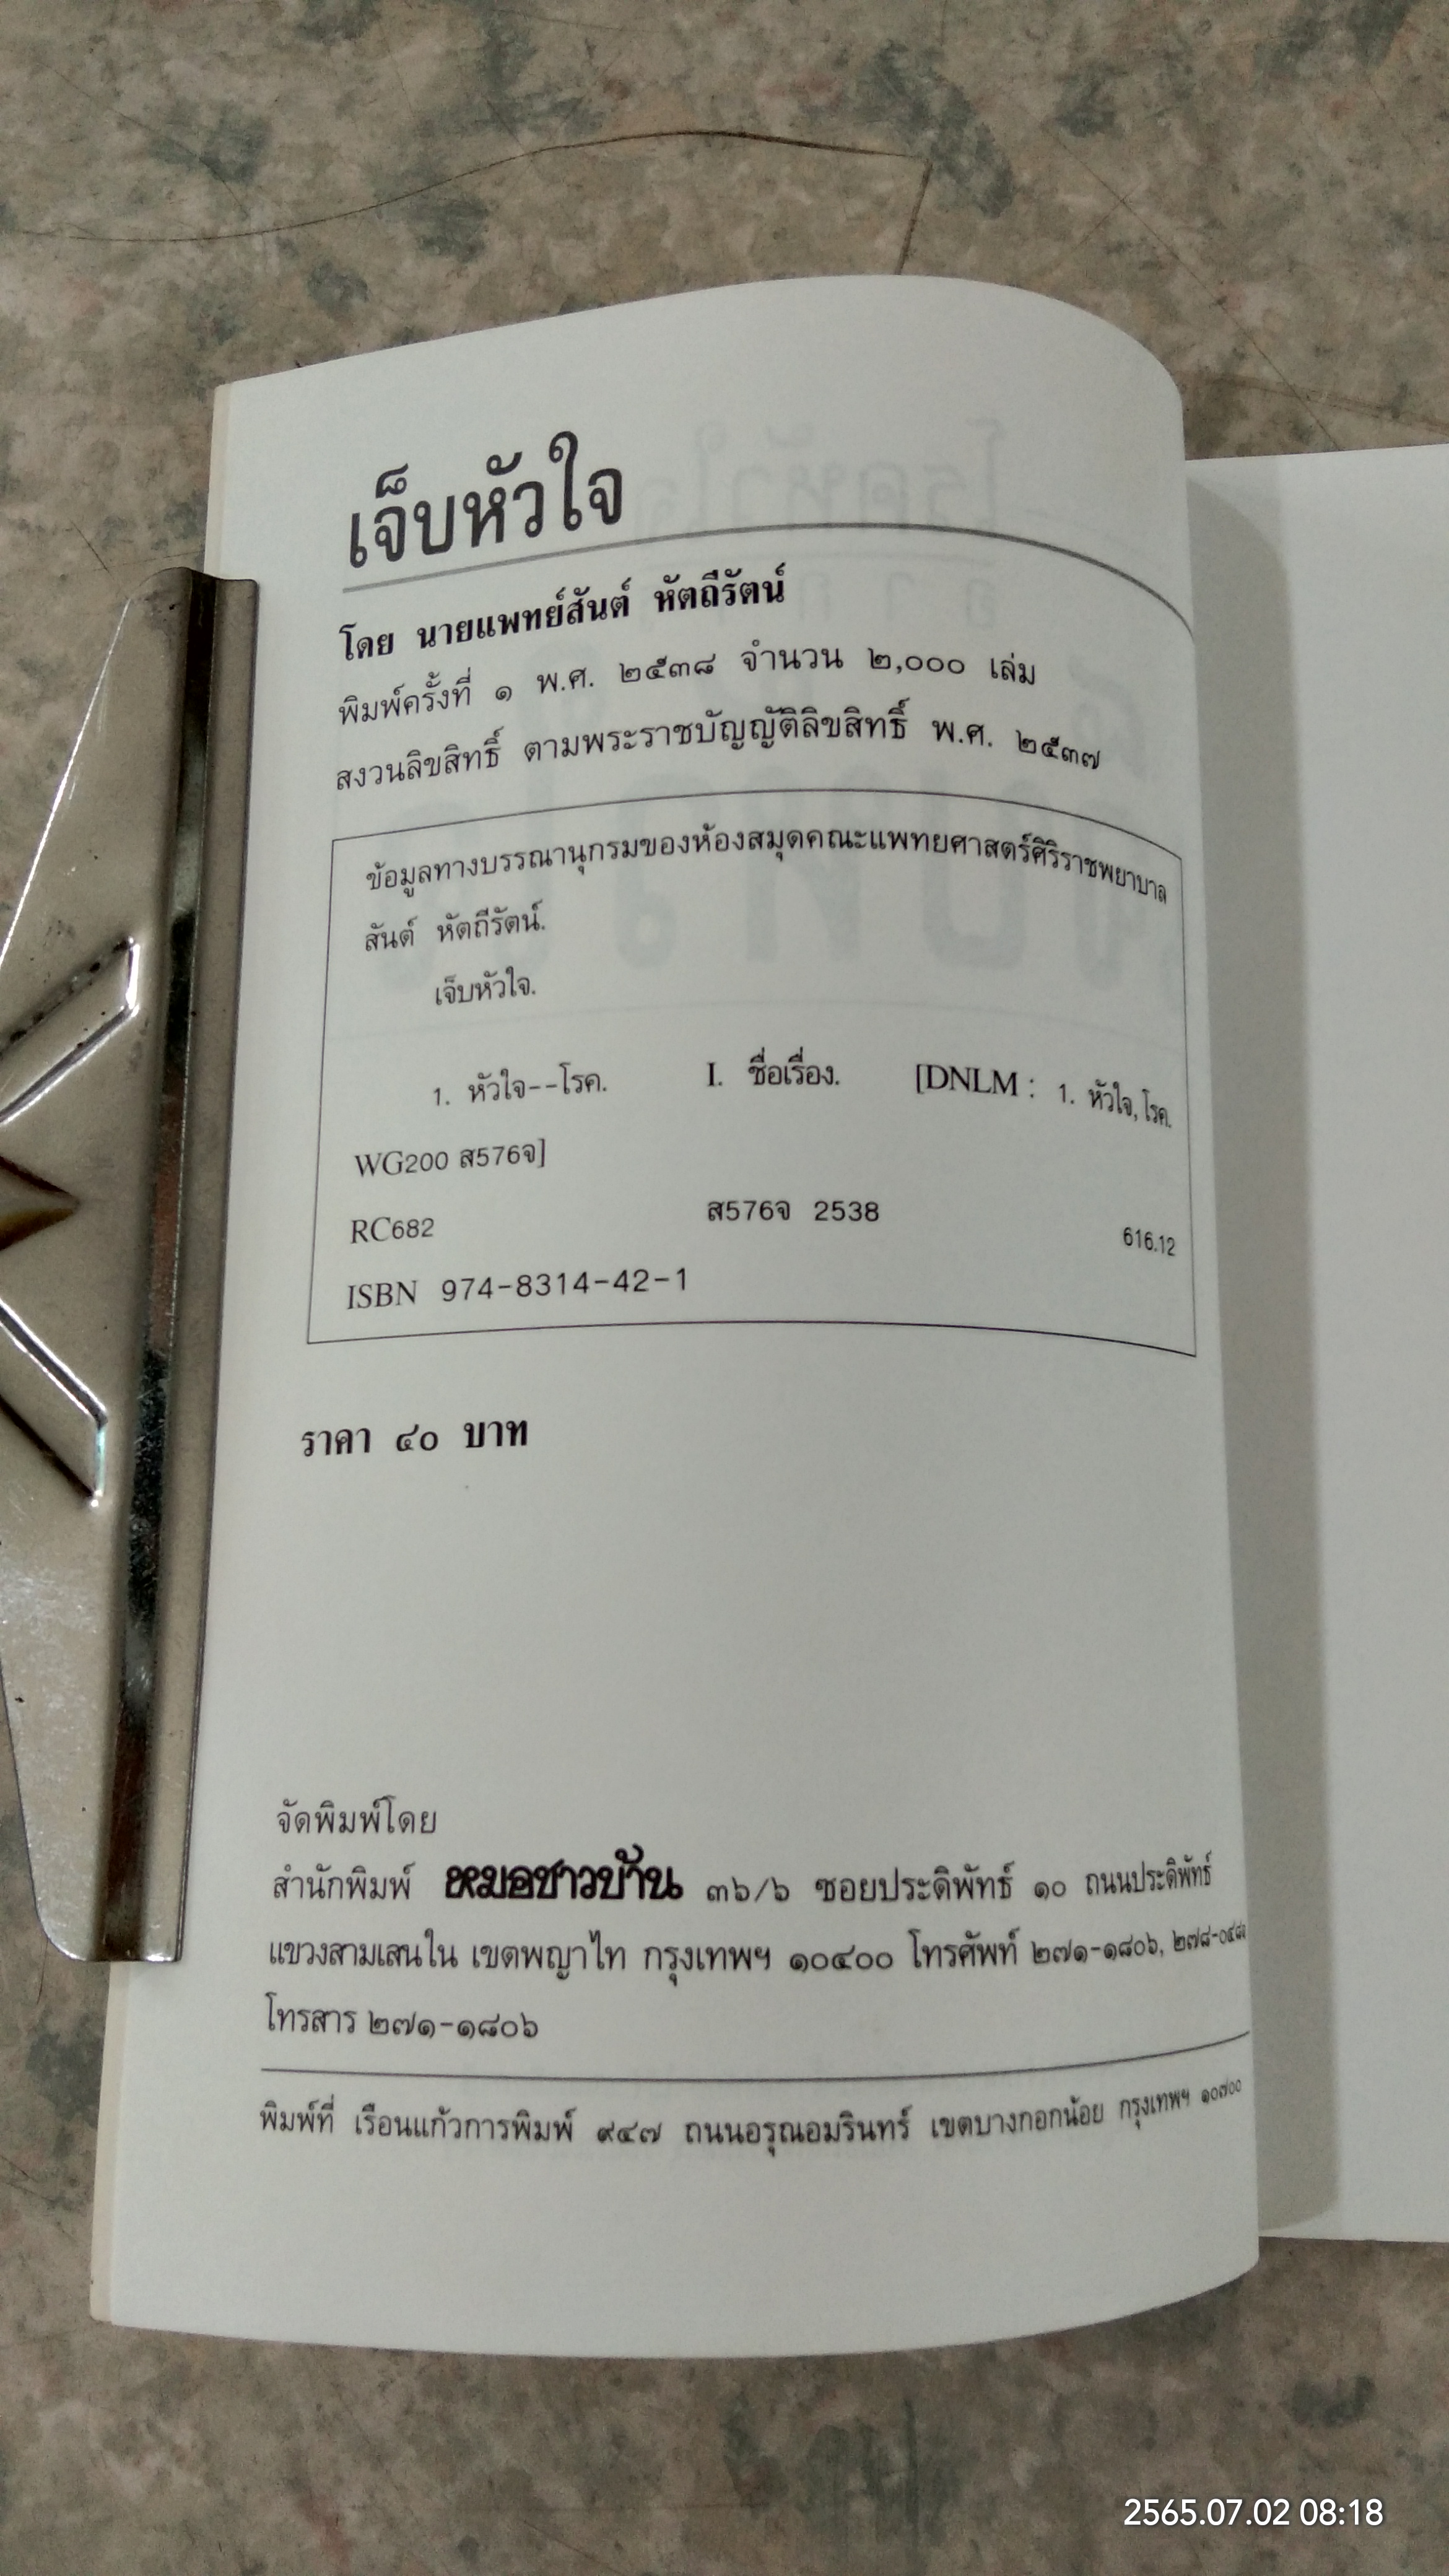 เจ็บหัวใจ
โดย นายแพทย์สันต์ หัตถีรัตน์
พิมพ์ครั้งที่ ๑ พ.ศ. ๒๕๓๘ จำนวน ๒,๐๐๐ เล่ม
สงวนลิขสิทธิ์ ตามพระราชบัญญัติลิขสิทธิ์ พ.ศ. ๒๕๓๗
ข้อมูลทางบรรณานุกรมของห้องสมุดคณะแพทยศาสตร์ศิริราชพยาบาล
สันต์ หัตถีรัตน์.
เจ็บหัวใจ.
1. หัวใจ--โรค. I. ชื่อเรื่อง. [DNLM : 1. หัวใจ, โรค.
WG200 ส576จ]
RC682 ส576จ 2538 616.12
ISBN 974-8314-42-1
ราคา ๔๐ บาท
จัดพิมพ์โดย
สำนักพิมพ์ หมอชาวบ้าน ๓๖/๖ ซอยประดิพัทธ์ ๑๐ ถนนประดิพัทธ์
แขวงสามเสนใน เขตพญาไท กรุงเทพฯ ๑๐๔๐๐ โทรศัพท์ ๒๗๑-๑๘๐๖,
โทรสาร ๒๗๑-๑๘๐๖
พิมพ์ที่ เรือนแก้วการพิมพ์ ๙๔๗ ถนนอรุณอมรินทร์ เขตบางกอกน้อย กรุงเทพฯ ๑๐๗๐๐
2565.07.02 08:18